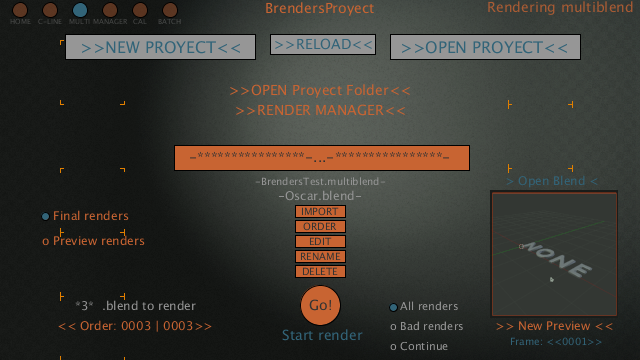 BrendersProyect
Rendering multiblend
HOME C-LINE MULTI MANAGER CAL BATCH
>>NEW PROYECT<<
>>RELOAD<<
>>OPEN PROYECT<<
>>OPEN Proyect Folder<<
>>RENDER MANAGER<<
-****************-...-****************-
-BrendersTest.multiblend-
-Oscar.blend-
> Open Blend <
IMPORT
ORDER
EDIT
RENAME
DELETE
Final renders
Preview renders
NONE
*3* .blend to render
<< Order: 0003 | 0003>>
Go!
Start render
All renders
Bad renders
Continue
>> New Preview <<
Frame: <<0001>>